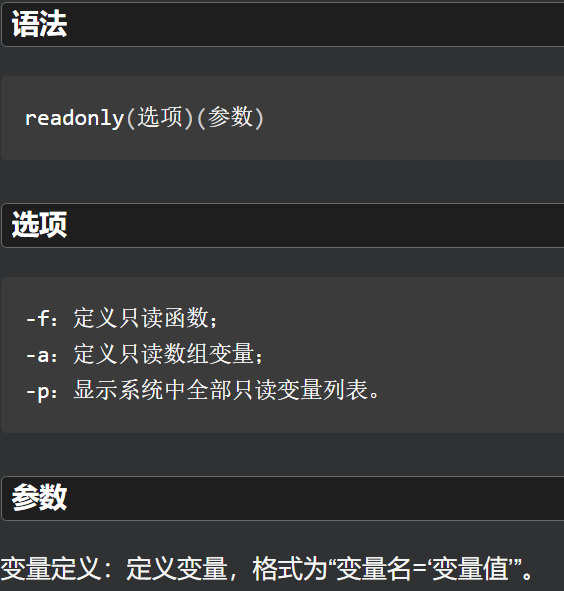 语法
readonly(选项)(参数)
选项
-f：定义只读函数；
-a：定义只读数组变量；
-p：显示系统中全部只读变量列表。
参数
变量定义：定义变量，格式为“变量名=‘变量值’”。